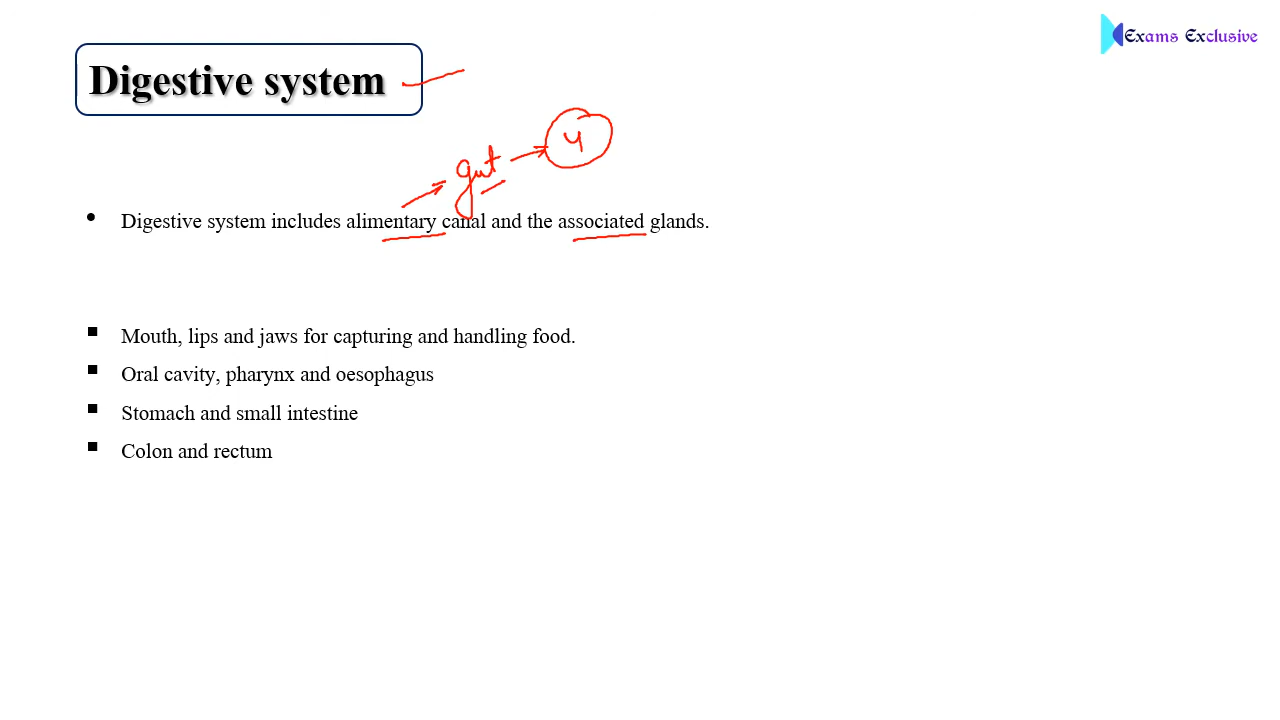 Exams Exclusive
Digestive system
gut → 4
• Digestive system includes alimentary canal and the associated glands.
▪ Mouth, lips and jaws for capturing and handling food.
▪ Oral cavity, pharynx and oesophagus
▪ Stomach and small intestine
▪ Colon and rectum